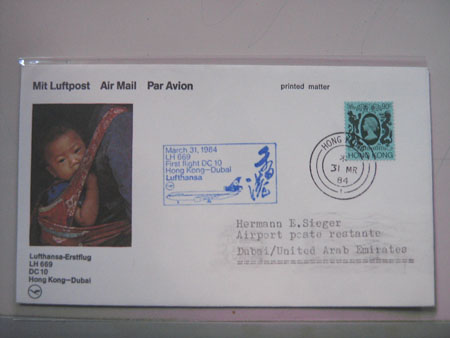 Mit Luftpost Air Mail Par Avion
printed matter
HONG KONG
31 MR
84
1
HONG KONG
March 31, 1984
LH 669
First flight DC 10
Hong Kong–Dubai
Lufthansa
Hermann E.Sieger
Airport poste restante
Dubai/United Arab Emirates
Lufthansa-Erstflug
LH 669
DC 10
Hong Kong–Dubai